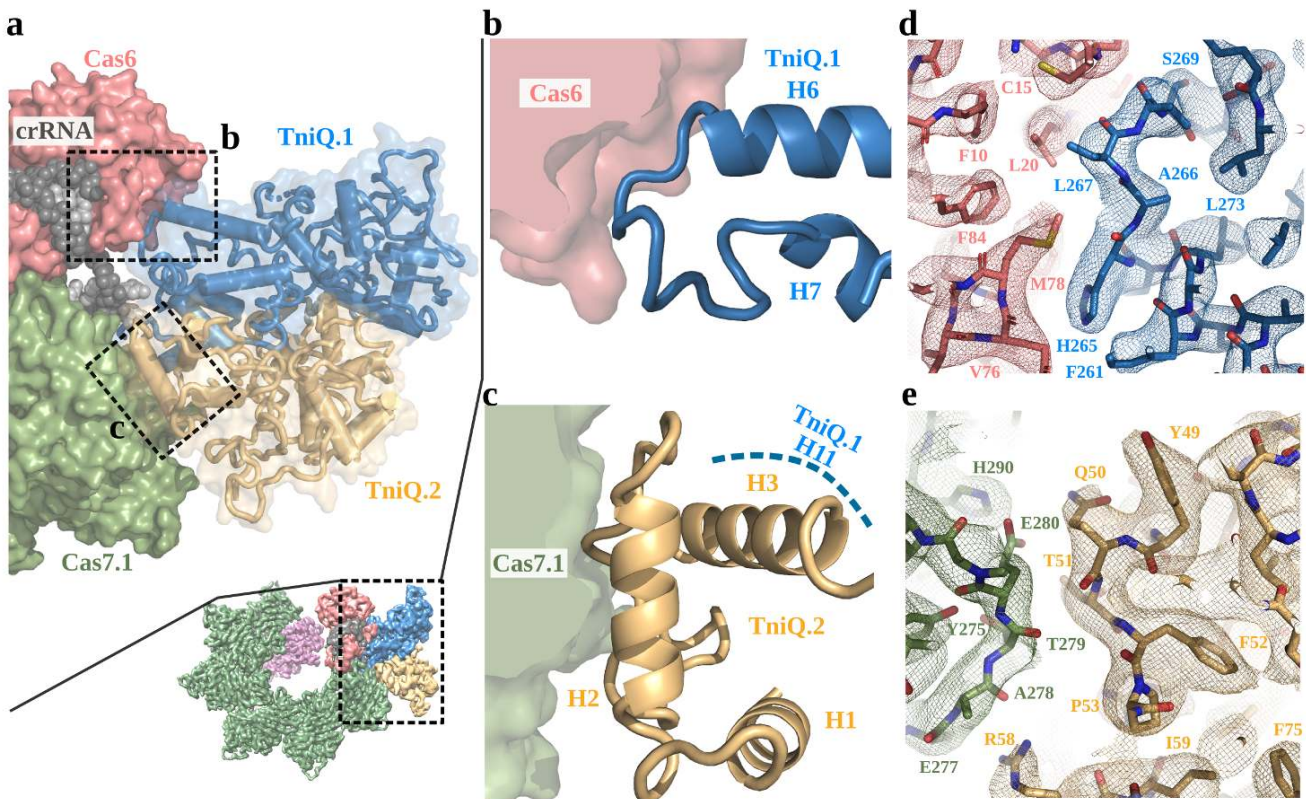 a
Cas6
crRNA
b
TniQ.1
c
TniQ.2
Cas7.1
b
TniQ.1
H6
Cas6
H7
c
TniQ.1
H11
H3
Cas7.1
TniQ.2
H2
H1
d
S269
C15
F10
L20
A266
L267
L273
F84
M78
H265
V76
F261
e
Y49
H290
Q50
E280
T51
Y275
T279
F52
A278
P53
R58
I59
F75
E277